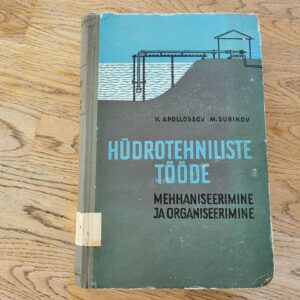 V. APOLLOSSOV M. SURIKOV
HÜDROTEHNILISTE
TÖÖDE
MEHHANISEERIMINE
JA ORGANISEERIMINE